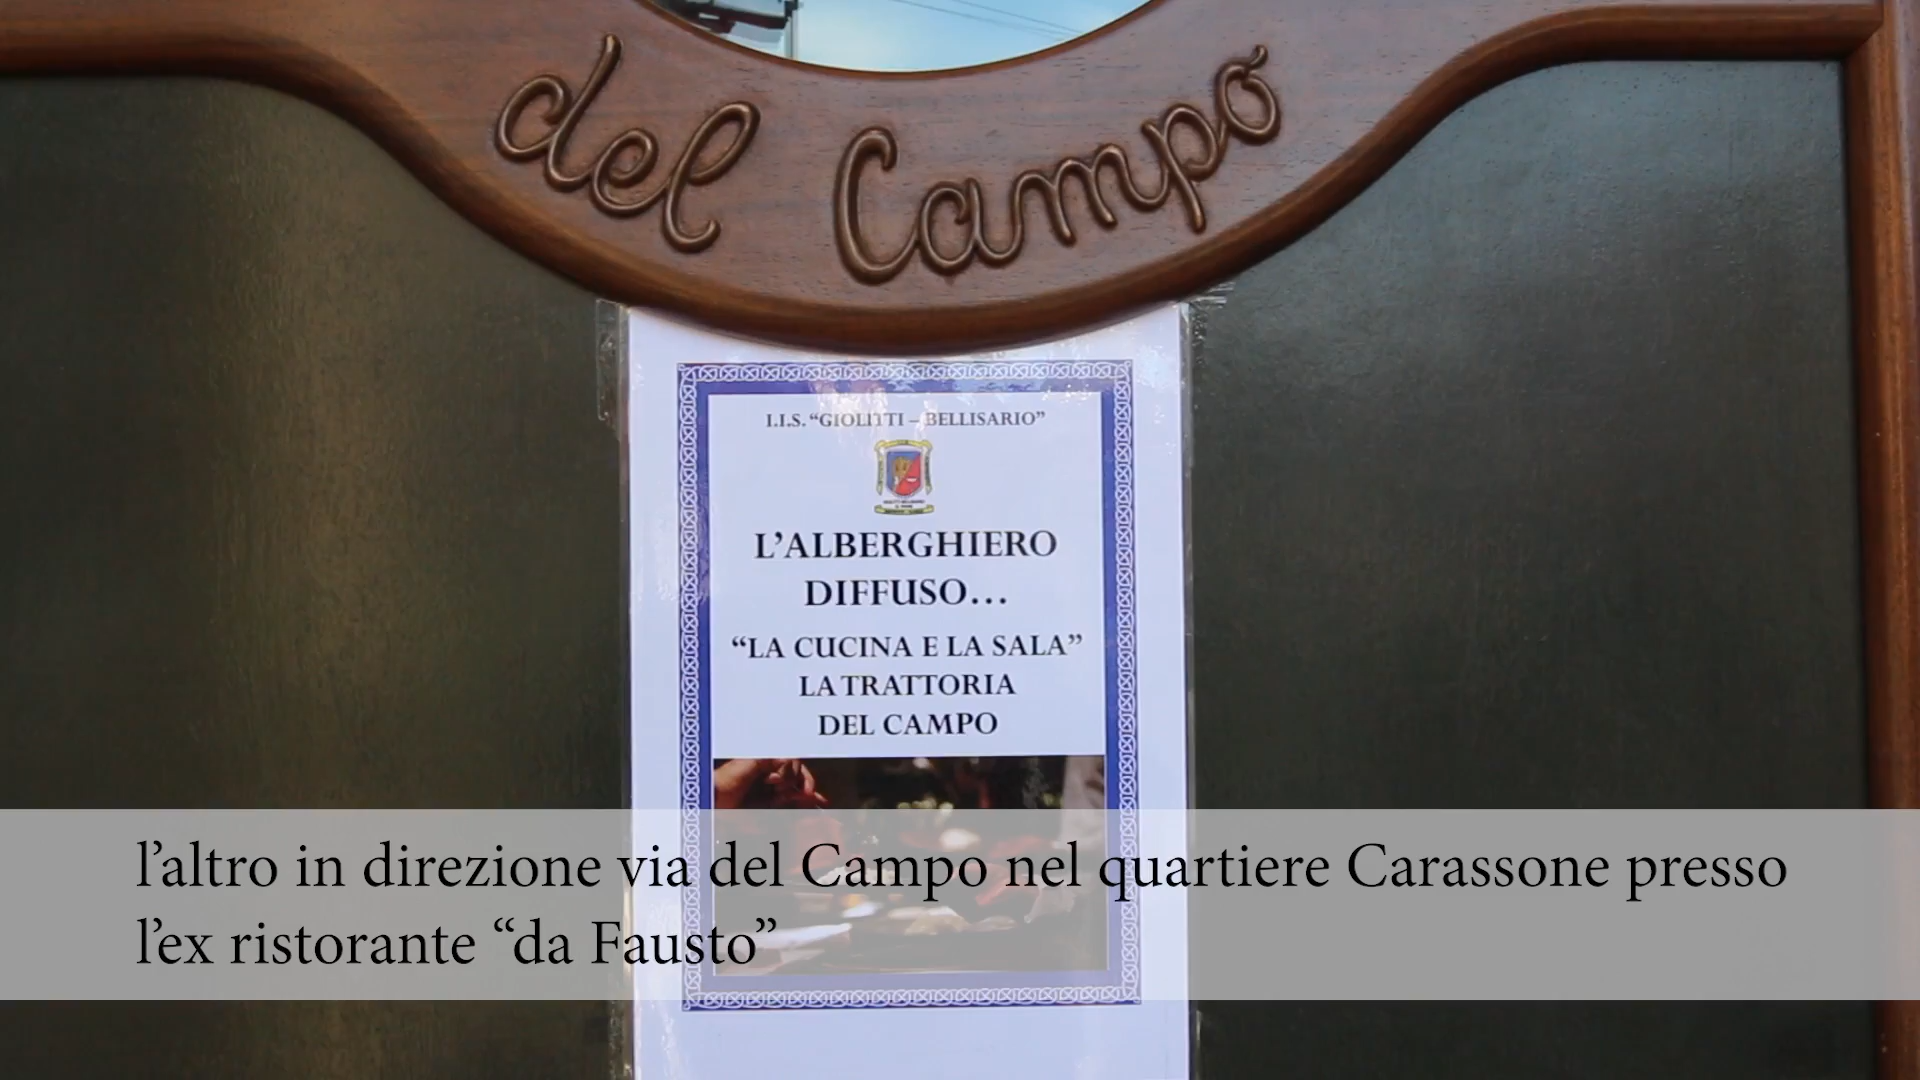 del Campo
I.I.S. “GIOLITTI – BELLISARIO”
L’ALBERGHIERO
DIFFUSO…
“LA CUCINA E LA SALA”
LA TRATTORIA
DEL CAMPO
l’altro in direzione via del Campo nel quartiere Carassone presso
l’ex ristorante “da Fausto”